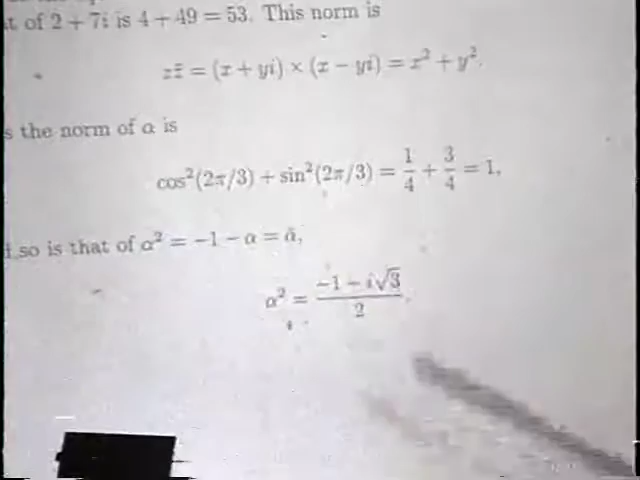 of 2 + 7i is 4 + 49 = 53. This norm is
zz̄ = (x + yi) × (x − yi) = x² + y².
s the norm of α is
cos²(2π/3) + sin²(2π/3) = 1/4 + 3/4 = 1,
so is that of α² = −1 − α = ᾱ,
α² = (−1 − i√3)/2.